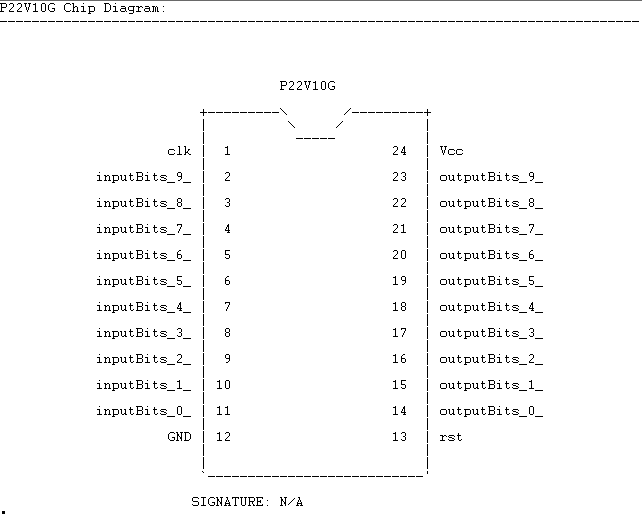 P22V10G Chip Diagram:
P22V10G
clk 1 24 Vcc
inputBits_9_ 2 23 outputBits_9_
inputBits_8_ 3 22 outputBits_8_
inputBits_7_ 4 21 outputBits_7_
inputBits_6_ 5 20 outputBits_6_
inputBits_5_ 6 19 outputBits_5_
inputBits_4_ 7 18 outputBits_4_
inputBits_3_ 8 17 outputBits_3_
inputBits_2_ 9 16 outputBits_2_
inputBits_1_ 10 15 outputBits_1_
inputBits_0_ 11 14 outputBits_0_
GND 12 13 rst
SIGNATURE: N/A